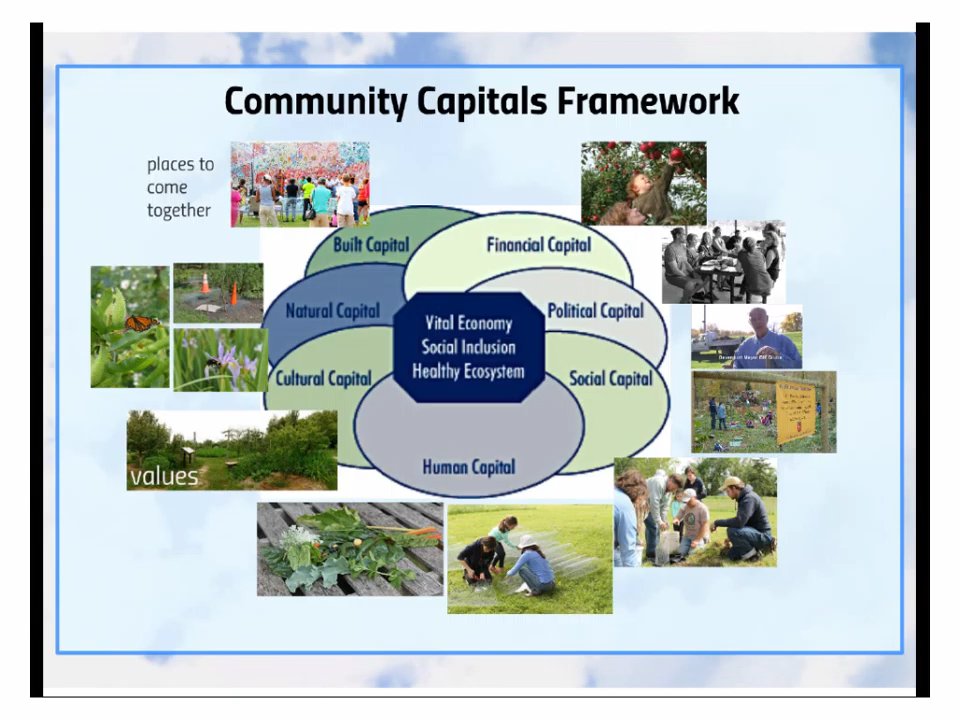 Community Capitals Framework
places to
come
together
Built Capital
Financial Capital
Natural Capital
Political Capital
Vital Economy
Social Inclusion
Healthy Ecosystem
Cultural Capital
Social Capital
Human Capital
values